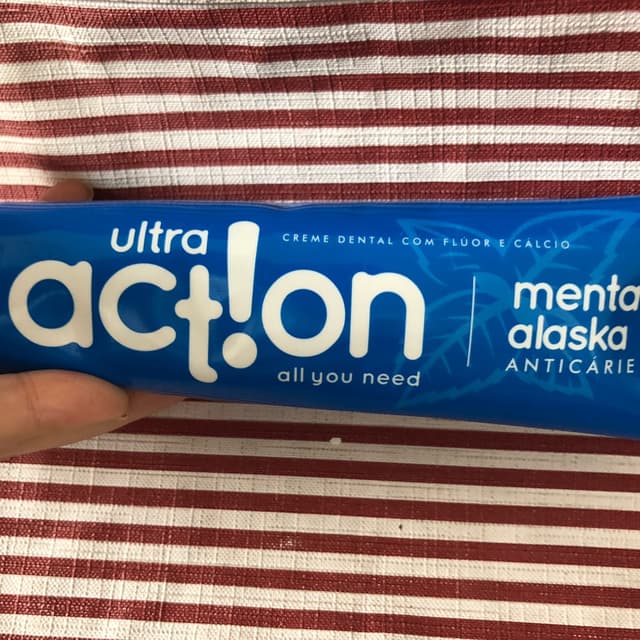 ultra
act!on
CREME DENTAL COM FLÚOR E CÁLCIO
all you need
menta
alaska
ANTICÁRIE